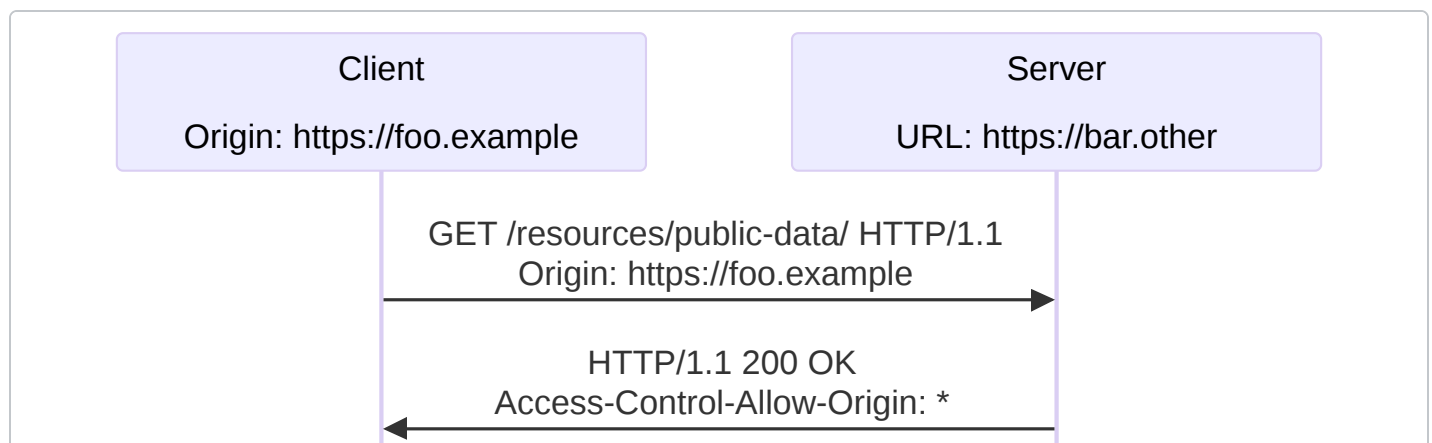 Client
Origin: https://foo.example
Server
URL: https://bar.other
GET /resources/public-data/ HTTP/1.1
Origin: https://foo.example
HTTP/1.1 200 OK
Access-Control-Allow-Origin: *